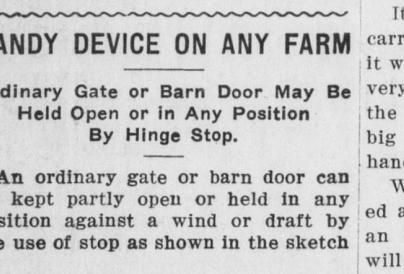 ANDY DEVICE ON ANY FARM
dinary Gate or Barn Door May Be
Held Open or in Any Position
By Hinge Stop.
An ordinary gate or barn door can
kept partly open or held in any
sition against a wind or draft by
e use of stop as shown in the sketch
It
carr
it w
very
the
big
hand
W
ed a
an
will